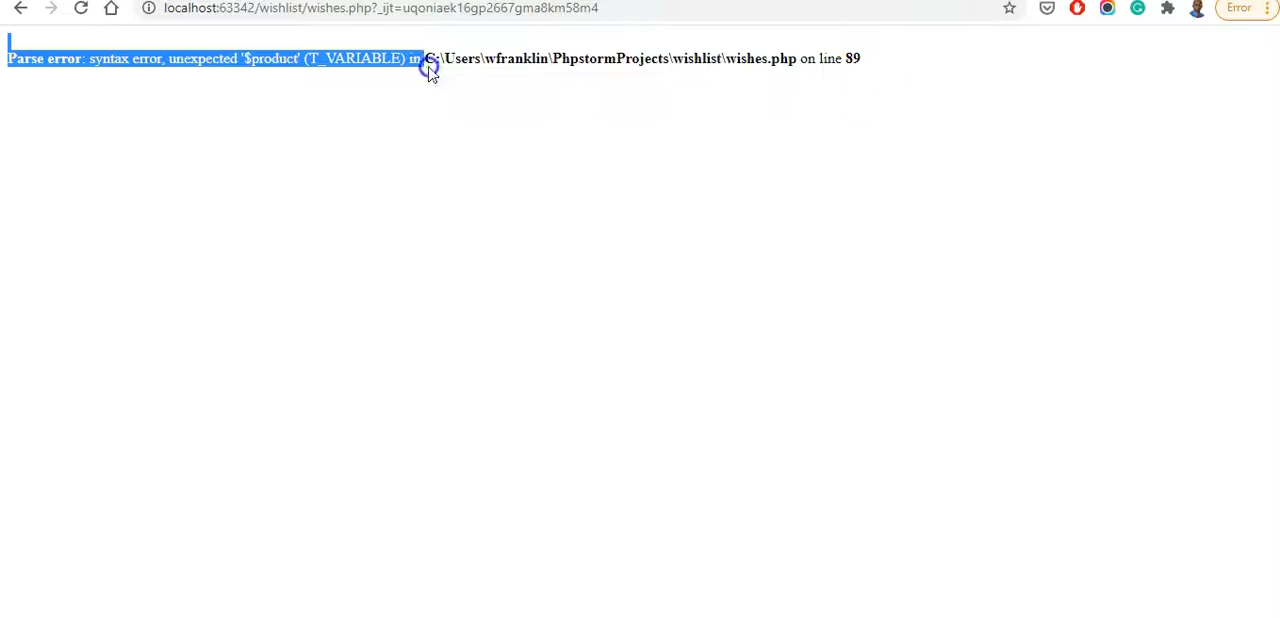 localhost:63342/wishlist/wishes.php?_ijt=uqoniaek16gp2667gma8km58m4
Error
Parse error: syntax error, unexpected '$product' (T_VARIABLE) in C:\Users\wfranklin\PhpstormProjects\wishlist\wishes.php on line 89